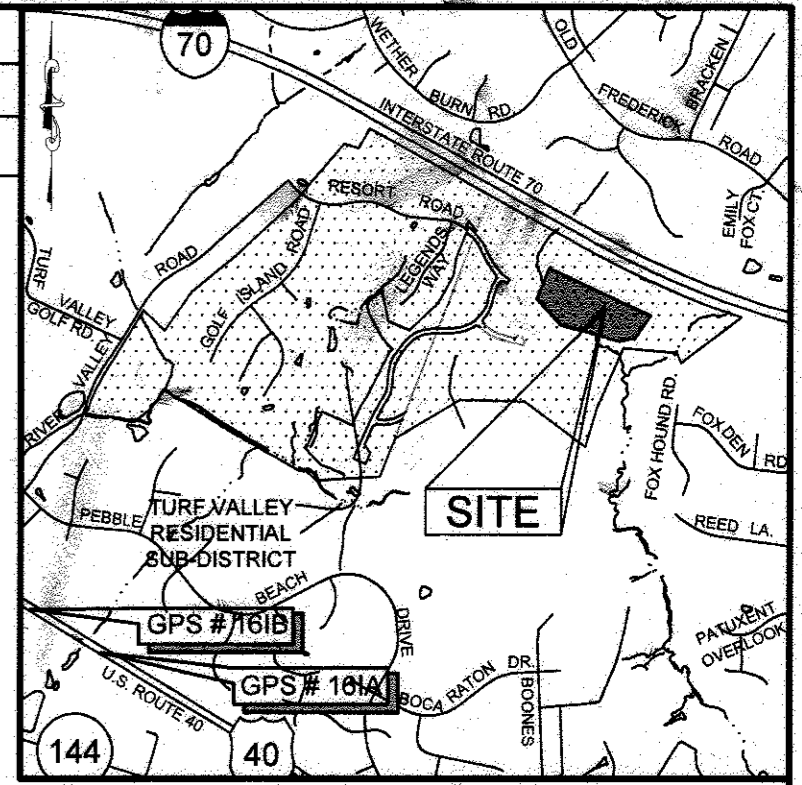 70
WETHER
BURN RD.
OLD
FREDERICK
ROAD
BRACKEN
INTERSTATE ROUTE 70
EMILY
FOX CT.
RESORT
ROAD
ROAD
GOLF ISLAND ROAD
LEGENDS
WAY
TURF
VALLEY
GOLF RD.
VALLEY
RIVER
FOX HOUND RD.
FOX DEN
RD
REED LA.
SITE
PEBBLE
TURF VALLEY
RESIDENTIAL
SUB-DISTRICT
BEACH
DRIVE
GPS # 16IB
GPS # 16IA
U.S. ROUTE 40
BOCA RATON
DR.
BOONES
PATUXENT
OVERLOOK
144
40